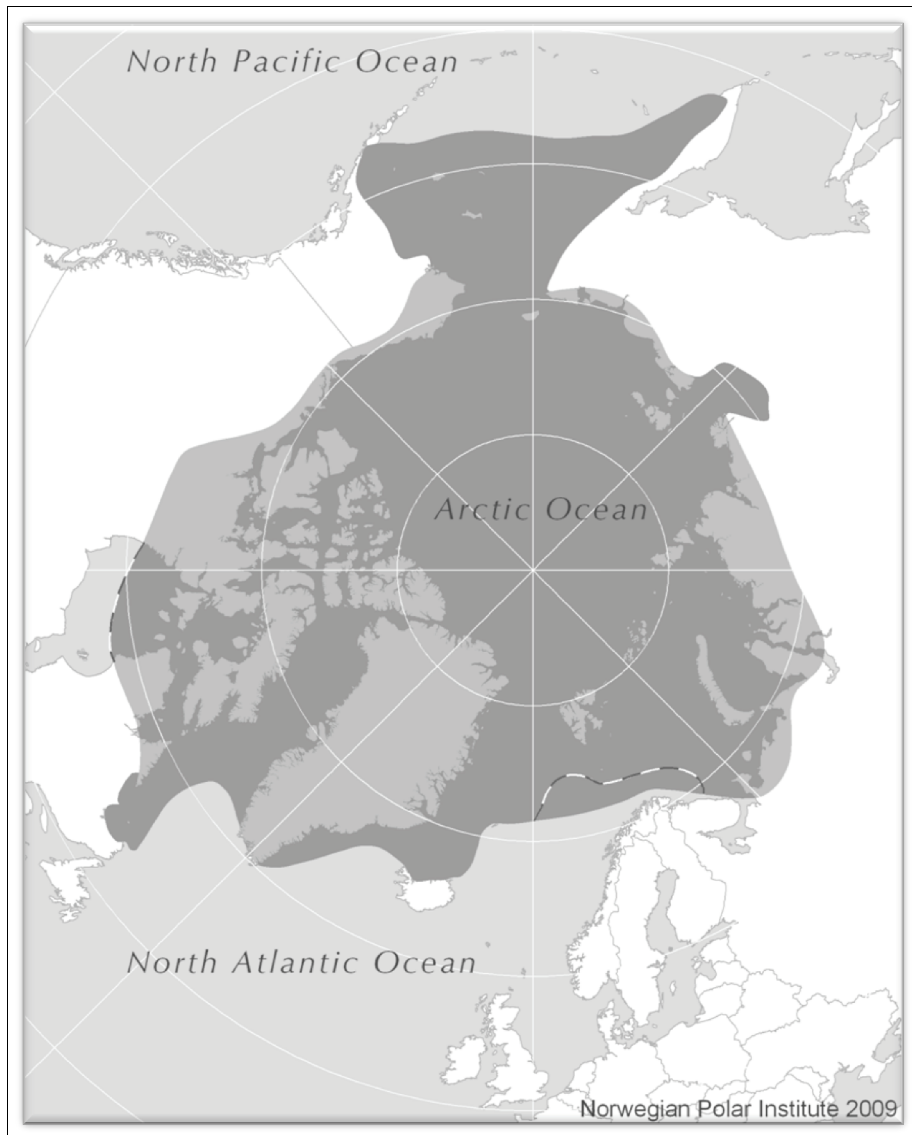 North Pacific Ocean
Arctic Ocean
North Atlantic Ocean
Norwegian Polar Institute 2009